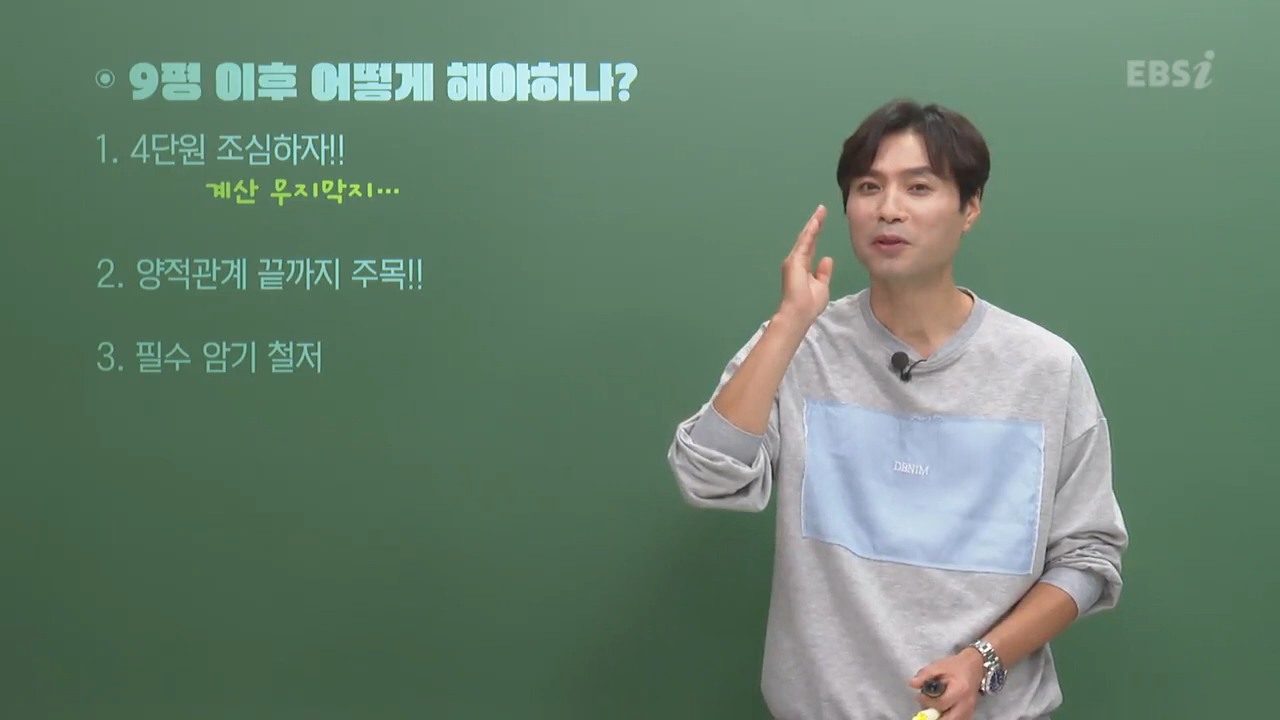 ◉ 9평 이후 어떻게 해야하나?
EBSi
1. 4단원 조심하자!!
계산 무지막지...
2. 양적관계 끝까지 주목!!
3. 필수 암기 철저
DENIM